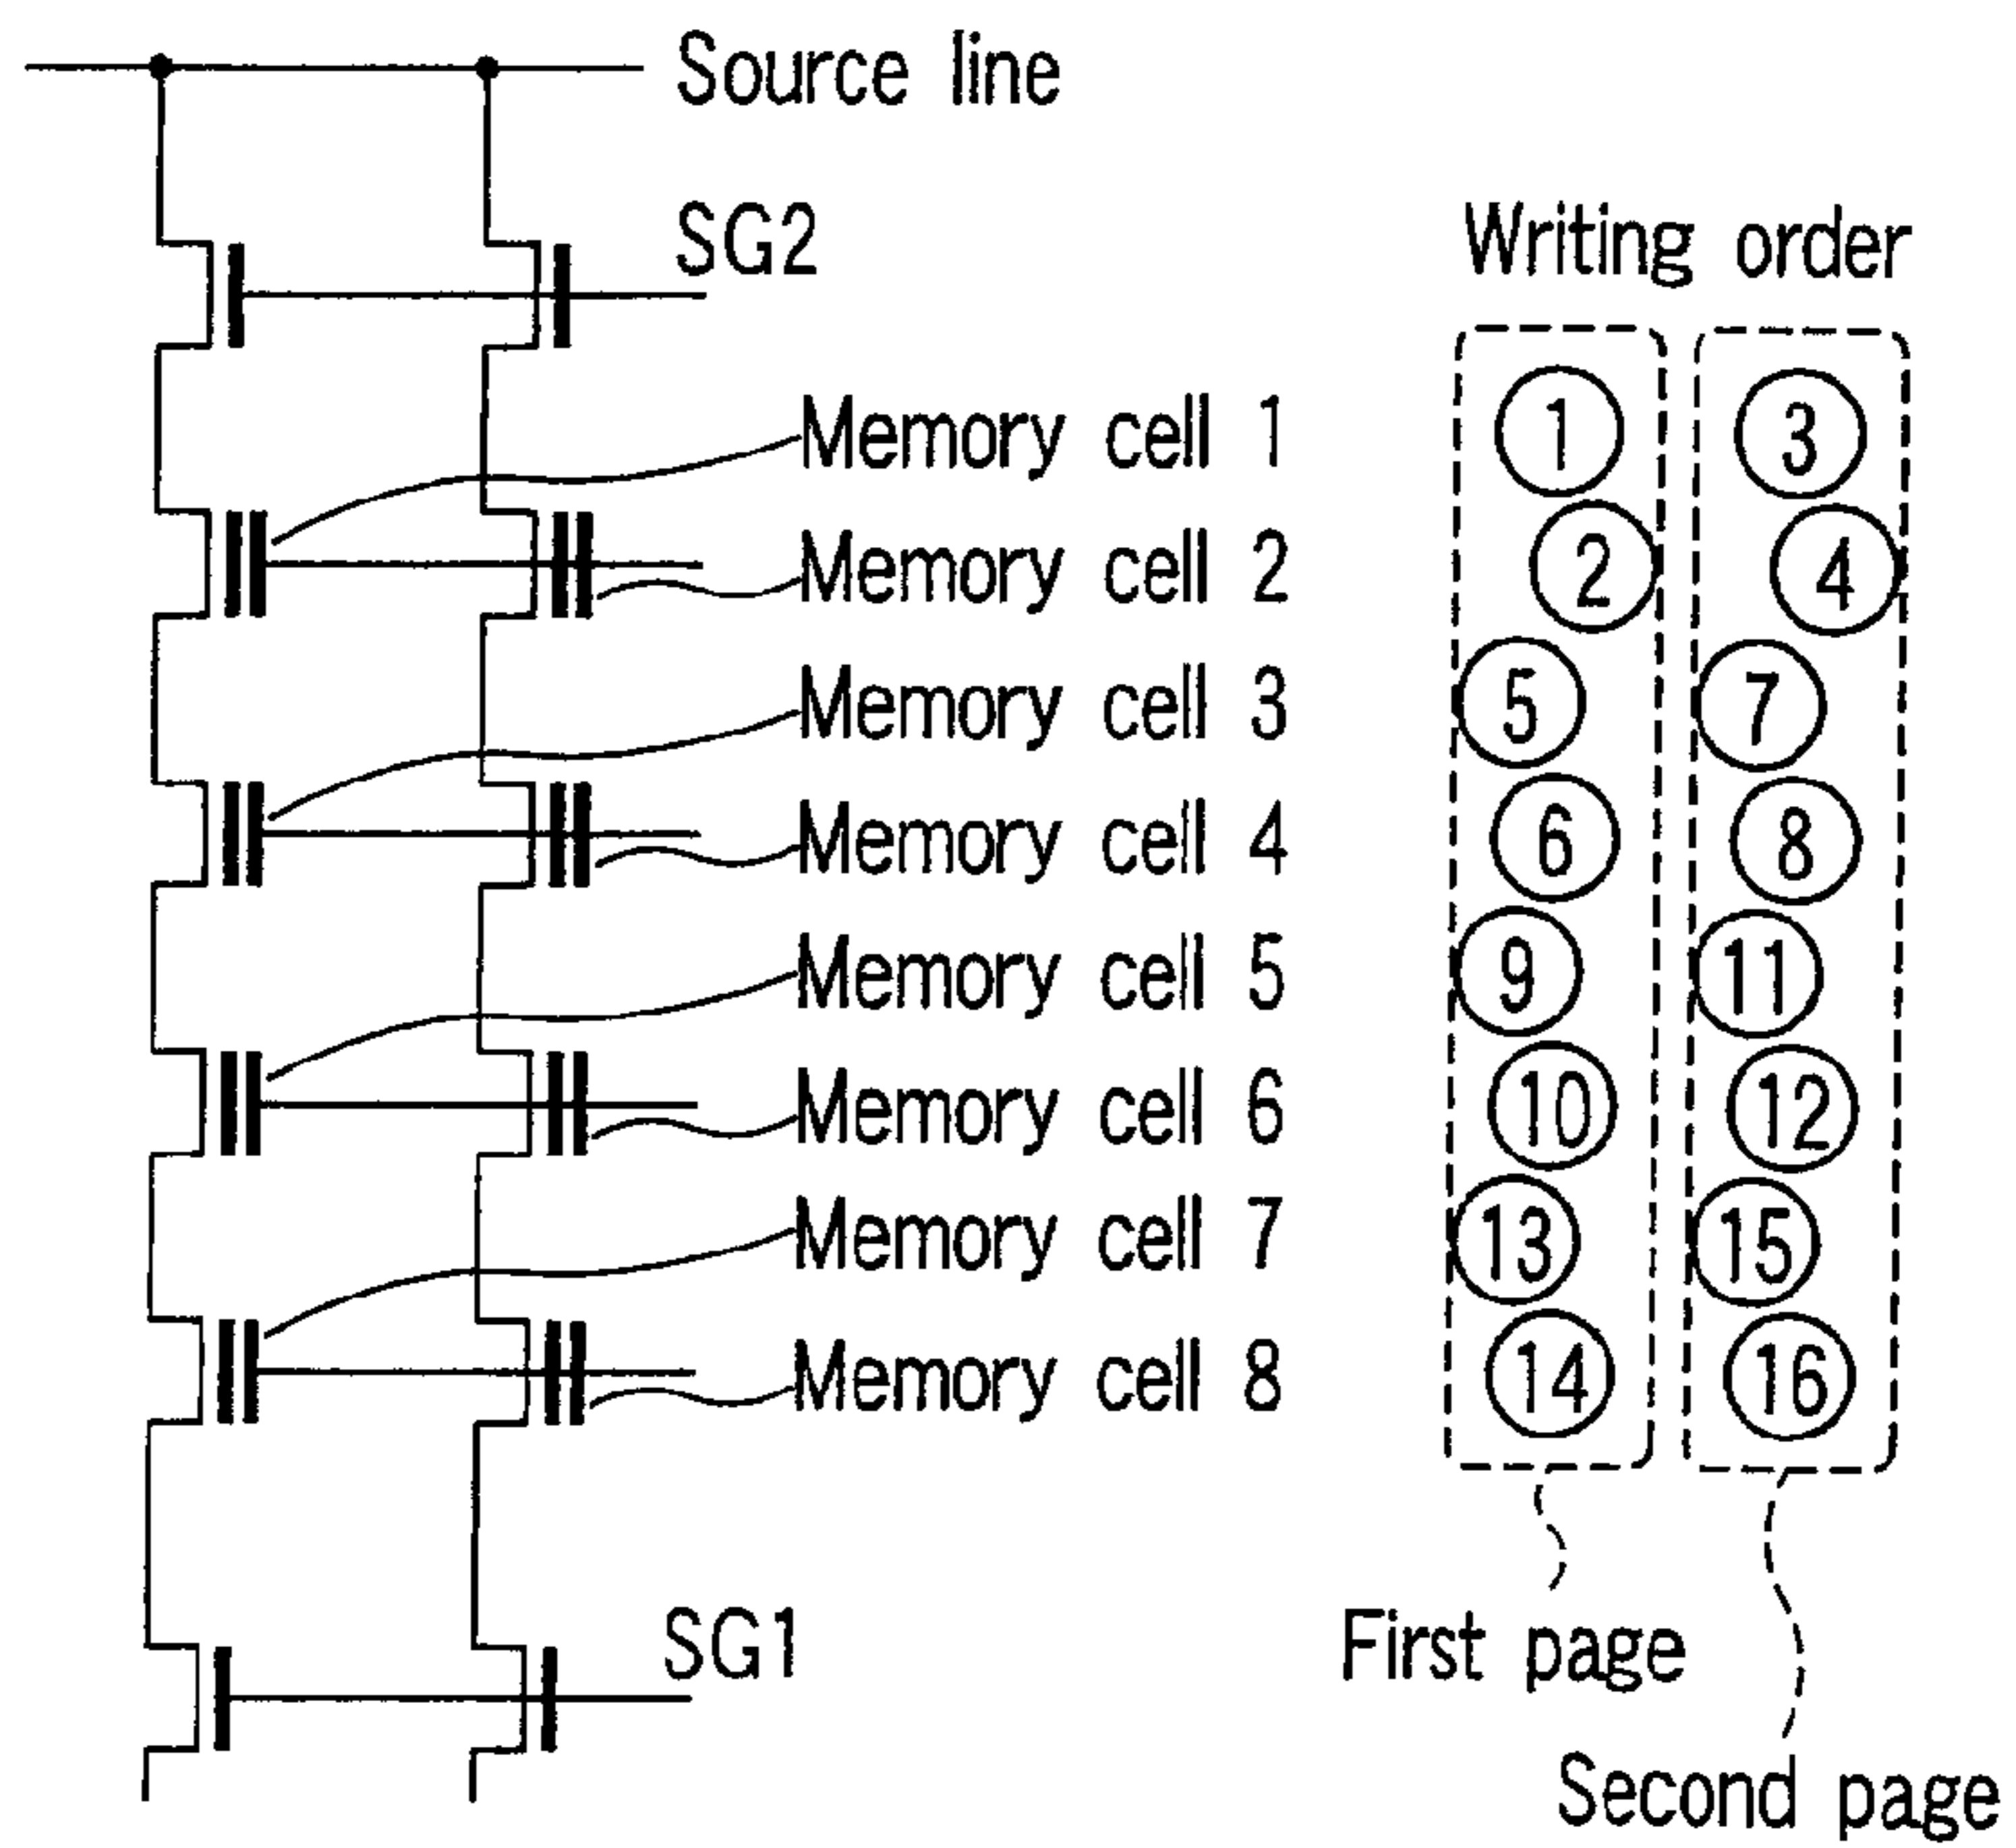 Source line
SG2
Writing order
Memory cell 1 ① ③
Memory cell 2 ② ④
Memory cell 3 ⑤ ⑦
Memory cell 4 ⑥ ⑧
Memory cell 5 ⑨ ⑪
Memory cell 6 ⑩ ⑫
Memory cell 7 ⑬ ⑮
Memory cell 8 ⑭ ⑯
SG1
First page
Second page